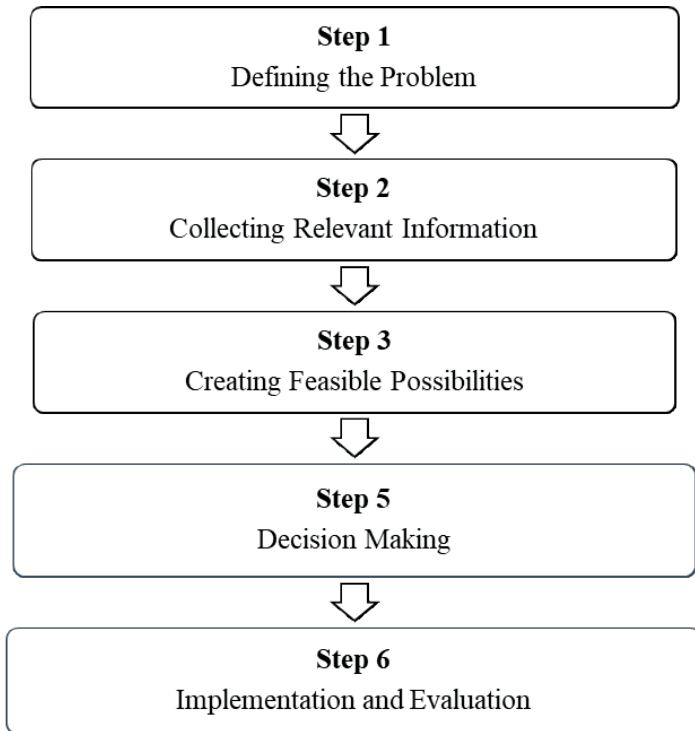 Step 1
Defining the Problem
Step 2
Collecting Relevant Information
Step 3
Creating Feasible Possibilities
Step 5
Decision Making
Step 6
Implementation and Evaluation